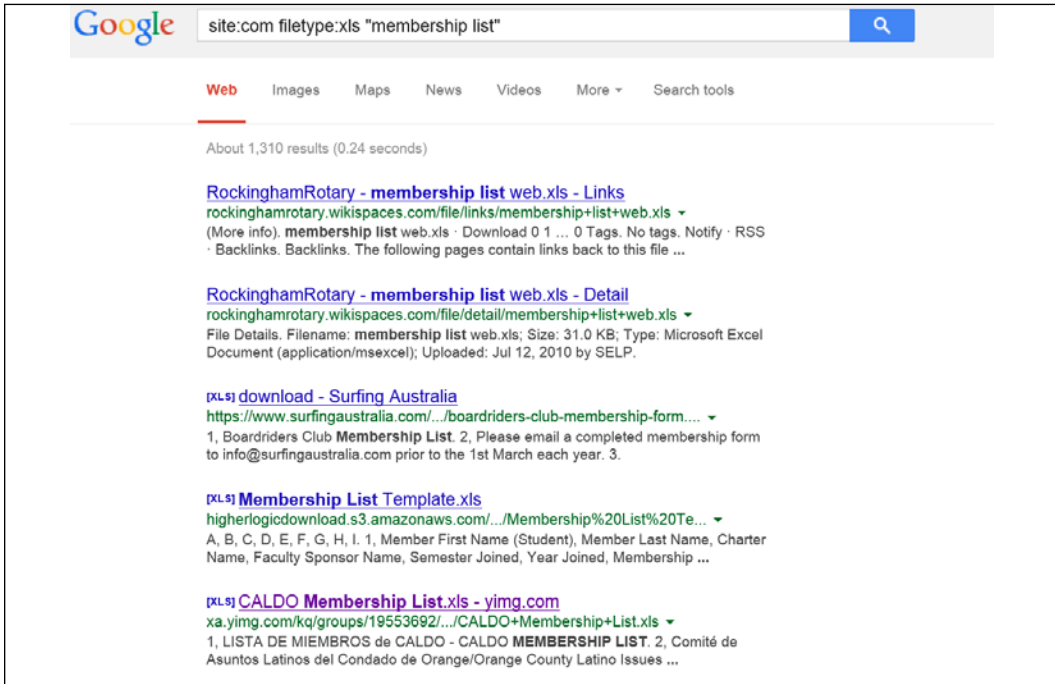 Google site:com filetype:xls "membership list"
Web Images Maps News Videos More Search tools
About 1,310 results (0.24 seconds)
RockinghamRotary - membership list web.xls - Links
rockinghamrotary.wikispaces.com/file/links/membership+list+web.xls
(More info). membership list web.xls · Download 0 1 ... 0 Tags. No tags. Notify · RSS
· Backlinks. Backlinks. The following pages contain links back to this file ...
RockinghamRotary - membership list web.xls - Detail
rockinghamrotary.wikispaces.com/file/detail/membership+list+web.xls
File Details. Filename: membership list web.xls; Size: 31.0 KB; Type: Microsoft Excel
Document (application/msexcel); Uploaded: Jul 12, 2010 by SELP.
[XLS] download - Surfing Australia
https://www.surfingaustralia.com/.../boardriders-club-membership-form....
1, Boardriders Club Membership List. 2, Please email a completed membership form
to info@surfingaustralia.com prior to the 1st March each year. 3.
[XLS] Membership List Template.xls
higherlogicdownload.s3.amazonaws.com/.../Membership%20List%20Te...
A, B, C, D, E, F, G, H, I. 1, Member First Name (Student), Member Last Name, Charter
Name, Faculty Sponsor Name, Semester Joined, Year Joined, Membership ...
[XLS] CALDO Membership List.xls - yimg.com
xa.yimg.com/kq/groups/19553692/.../CALDO+Membership+List.xls
1, LISTA DE MIEMBROS de CALDO - CALDO MEMBERSHIP LIST. 2, Comité de
Asuntos Latinos del Condado de Orange/Orange County Latino Issues ...